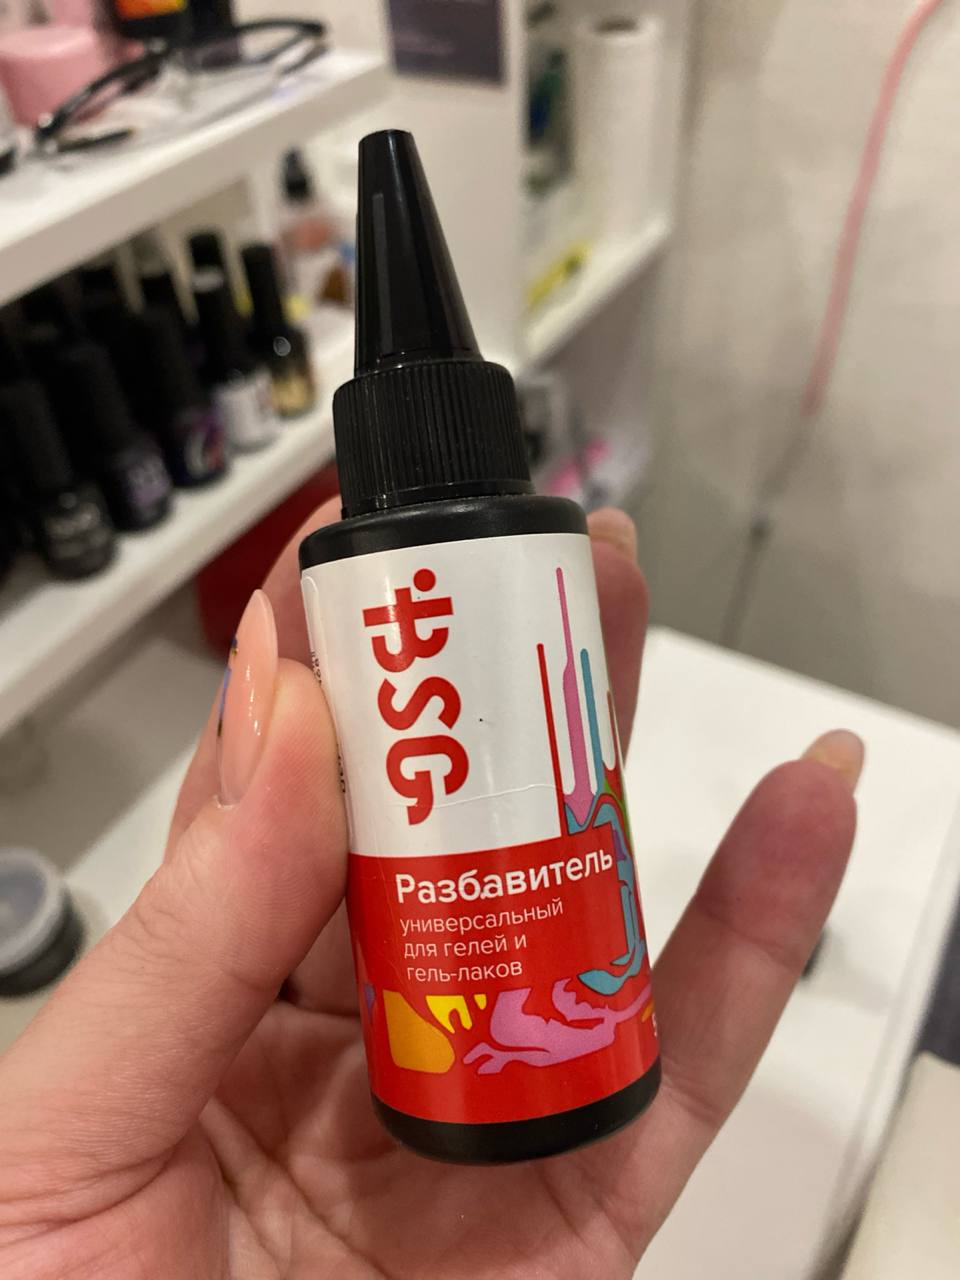 BSG
Разбавитель
универсальный
для гелей и
гель-лаков